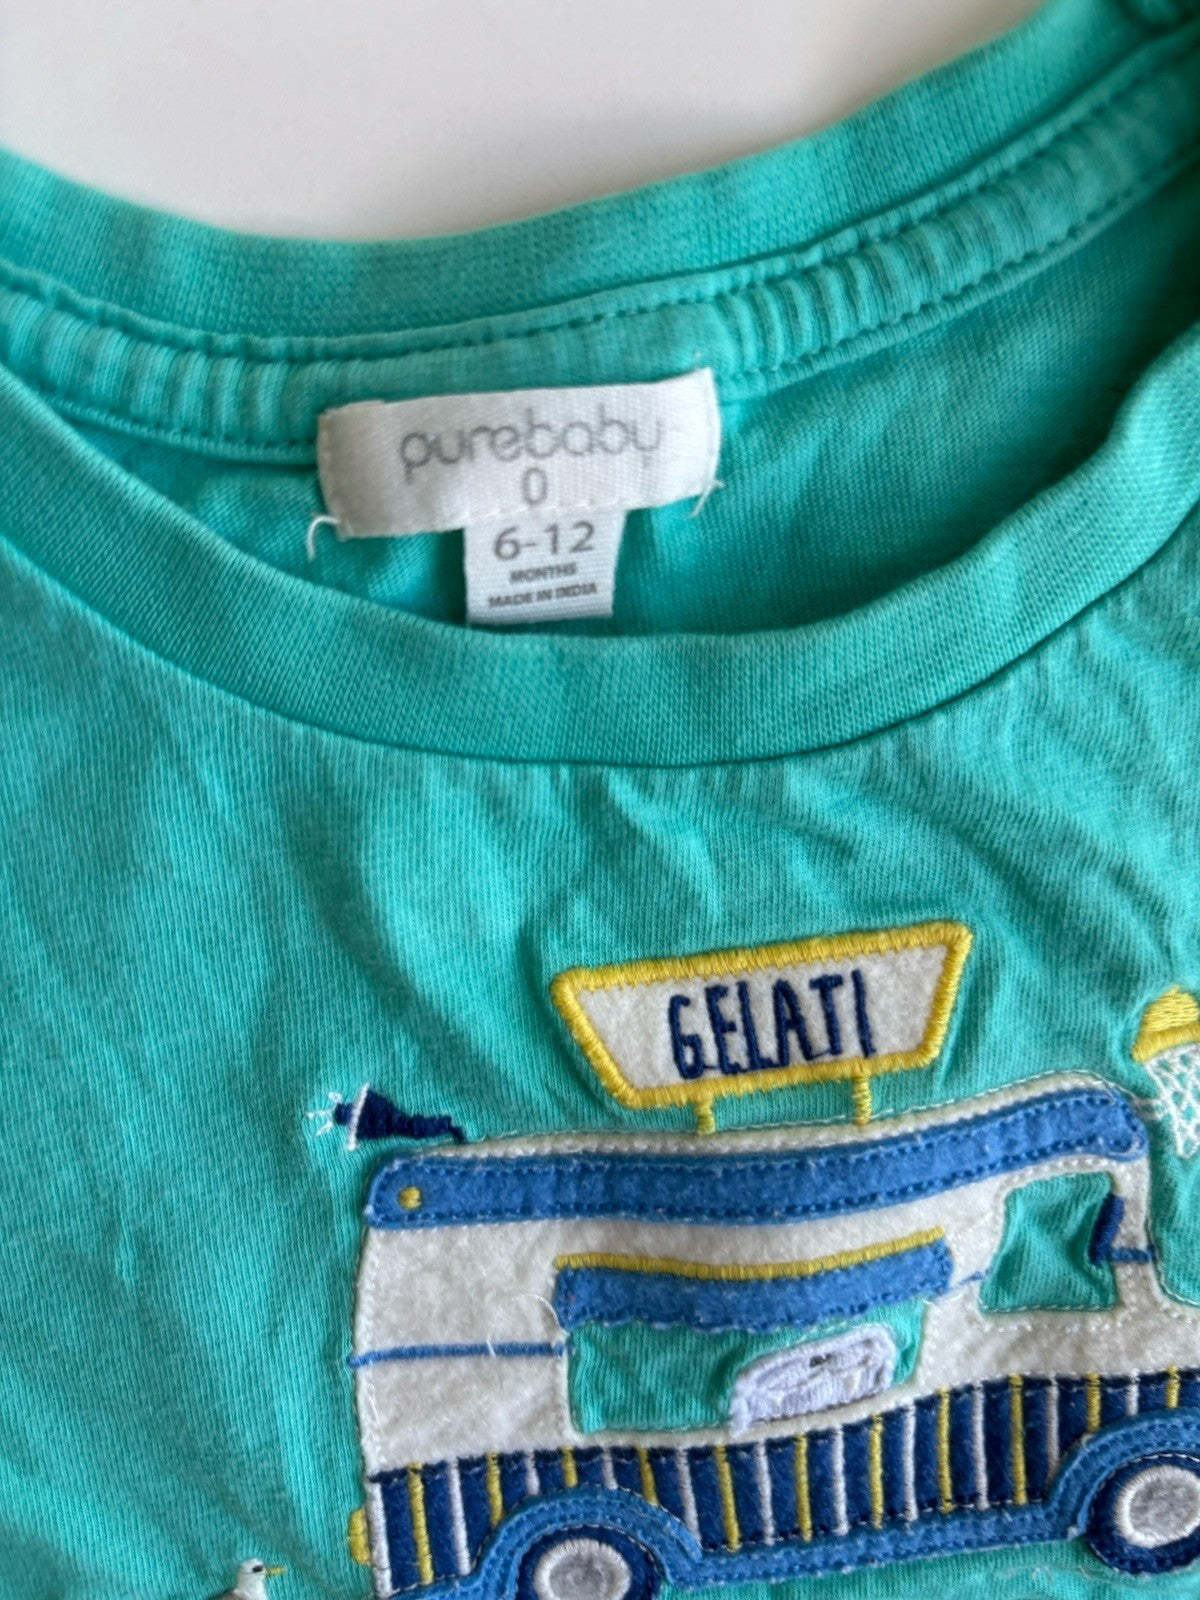 purebaby
0
6-12
MONTHS
MADE IN INDIA
GELATI